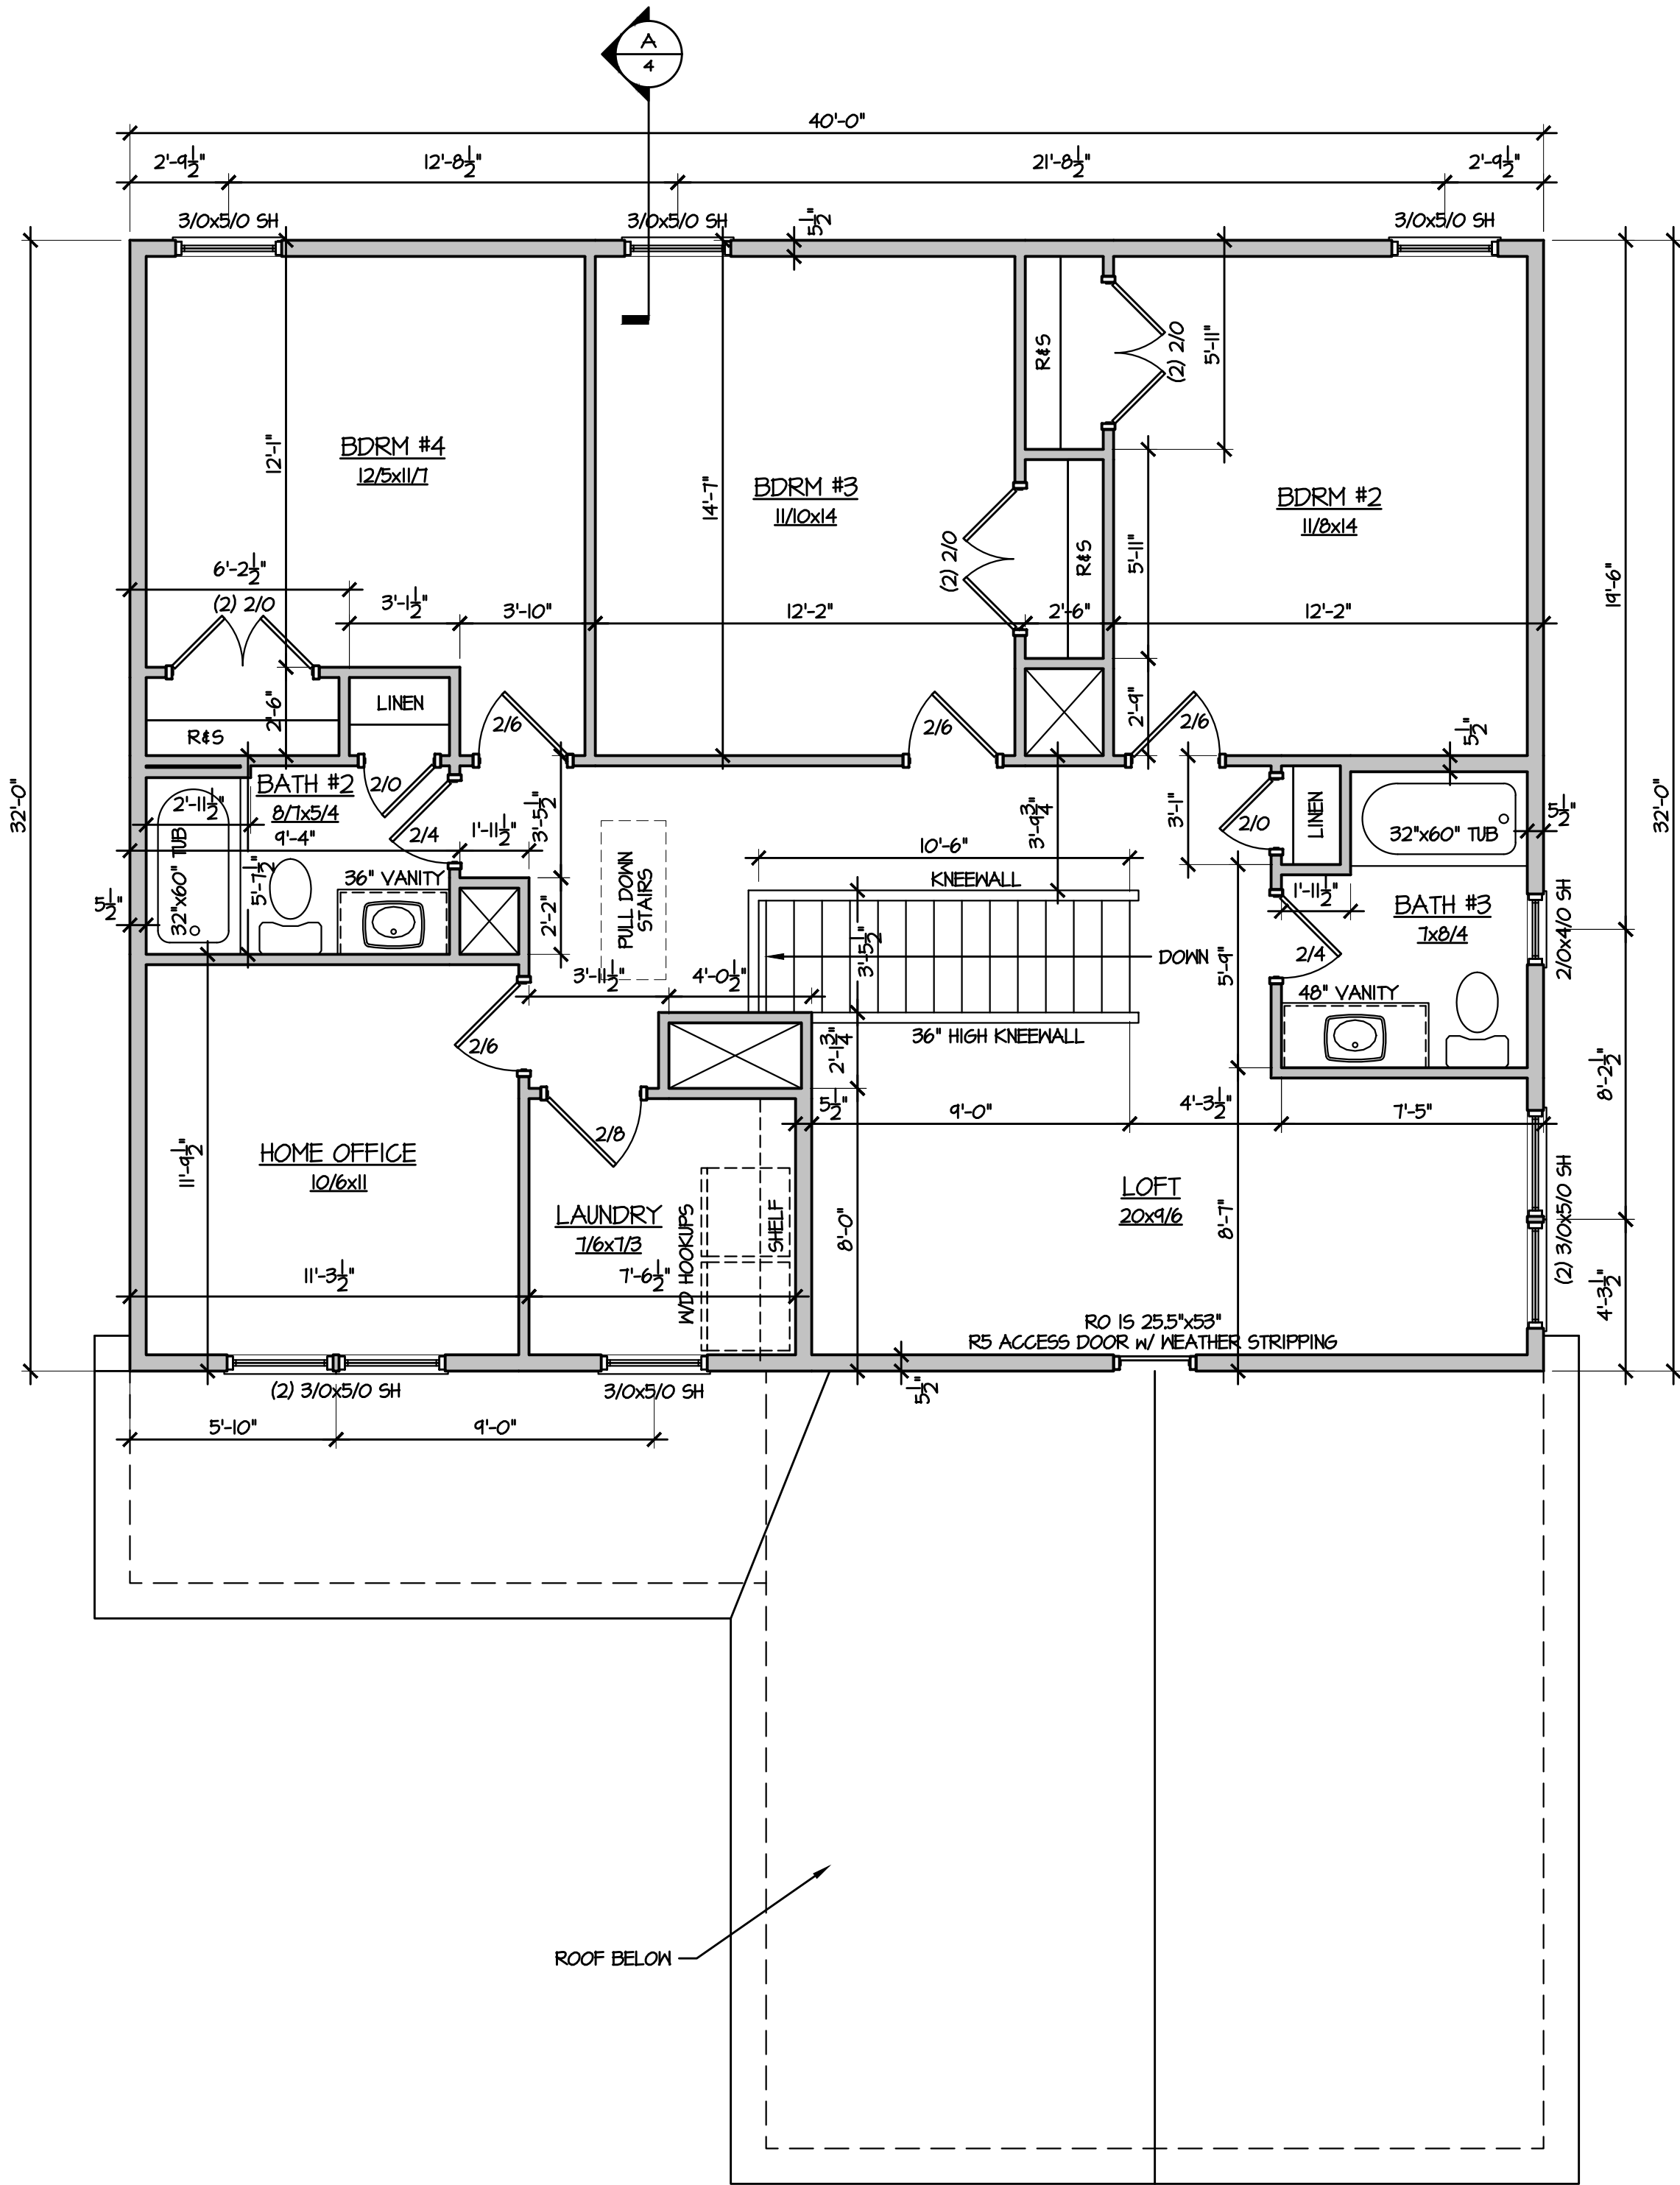 A
4
40'-0"
2'-9½"
12'-8½"
21'-8½"
2'-9½"
3/0x5/0 SH
3/0x5/0 SH
5½"
3/0x5/0 SH
R&S
(2) 2/0
5'-11"
12'-1"
BDRM #4
12/5x11/7
14'-7"
BDRM #3
11/10x14
BDRM #2
11/8x14
(2) 2/0
R&S
5'-11"
19'-6"
6'-2½"
(2) 2/0
3'-1½"
3'-10"
12'-2"
2'-6"
12'-2"
2'-6"
LINEN
R&S
2/6
2/6
2'-9"
2/6
5½"
32'-0"
32'-0"
BATH #2
8/7x5/4
2/0
2'-11½"
9'-4"
2/4
1'-11½"
3'-5½"
3'-9¾"
3'-1"
2/0
LINEN
32"x60" TUB
5½"
10'-6"
KNEEWALL
32"x60" TUB
5'-7½"
36" VANITY
5½"
2'-2"
PULL DOWN
STAIRS
3'-5½"
DOWN
5'-9"
1'-11½"
BATH #3
7x8/4
2/4
2/0x4/0 SH
48" VANITY
3'-11½"
4'-0½"
36" HIGH KNEEWALL
2'-1¾"
2/6
5½"
9'-0"
4'-3½"
7'-5"
8'-2½"
2/8
11'-9½"
HOME OFFICE
10/6x11
LAUNDRY
7/6x7/3
W/D HOOKUPS
SHELF
8'-0"
LOFT
20x9/6
8'-7"
(2) 3/0x5/0 SH
4'-3½"
11'-3½"
7'-6½"
RO IS 25.5"x53"
R5 ACCESS DOOR w/ WEATHER STRIPPING
(2) 3/0x5/0 SH
3/0x5/0 SH
5½"
5'-10"
9'-0"
ROOF BELOW